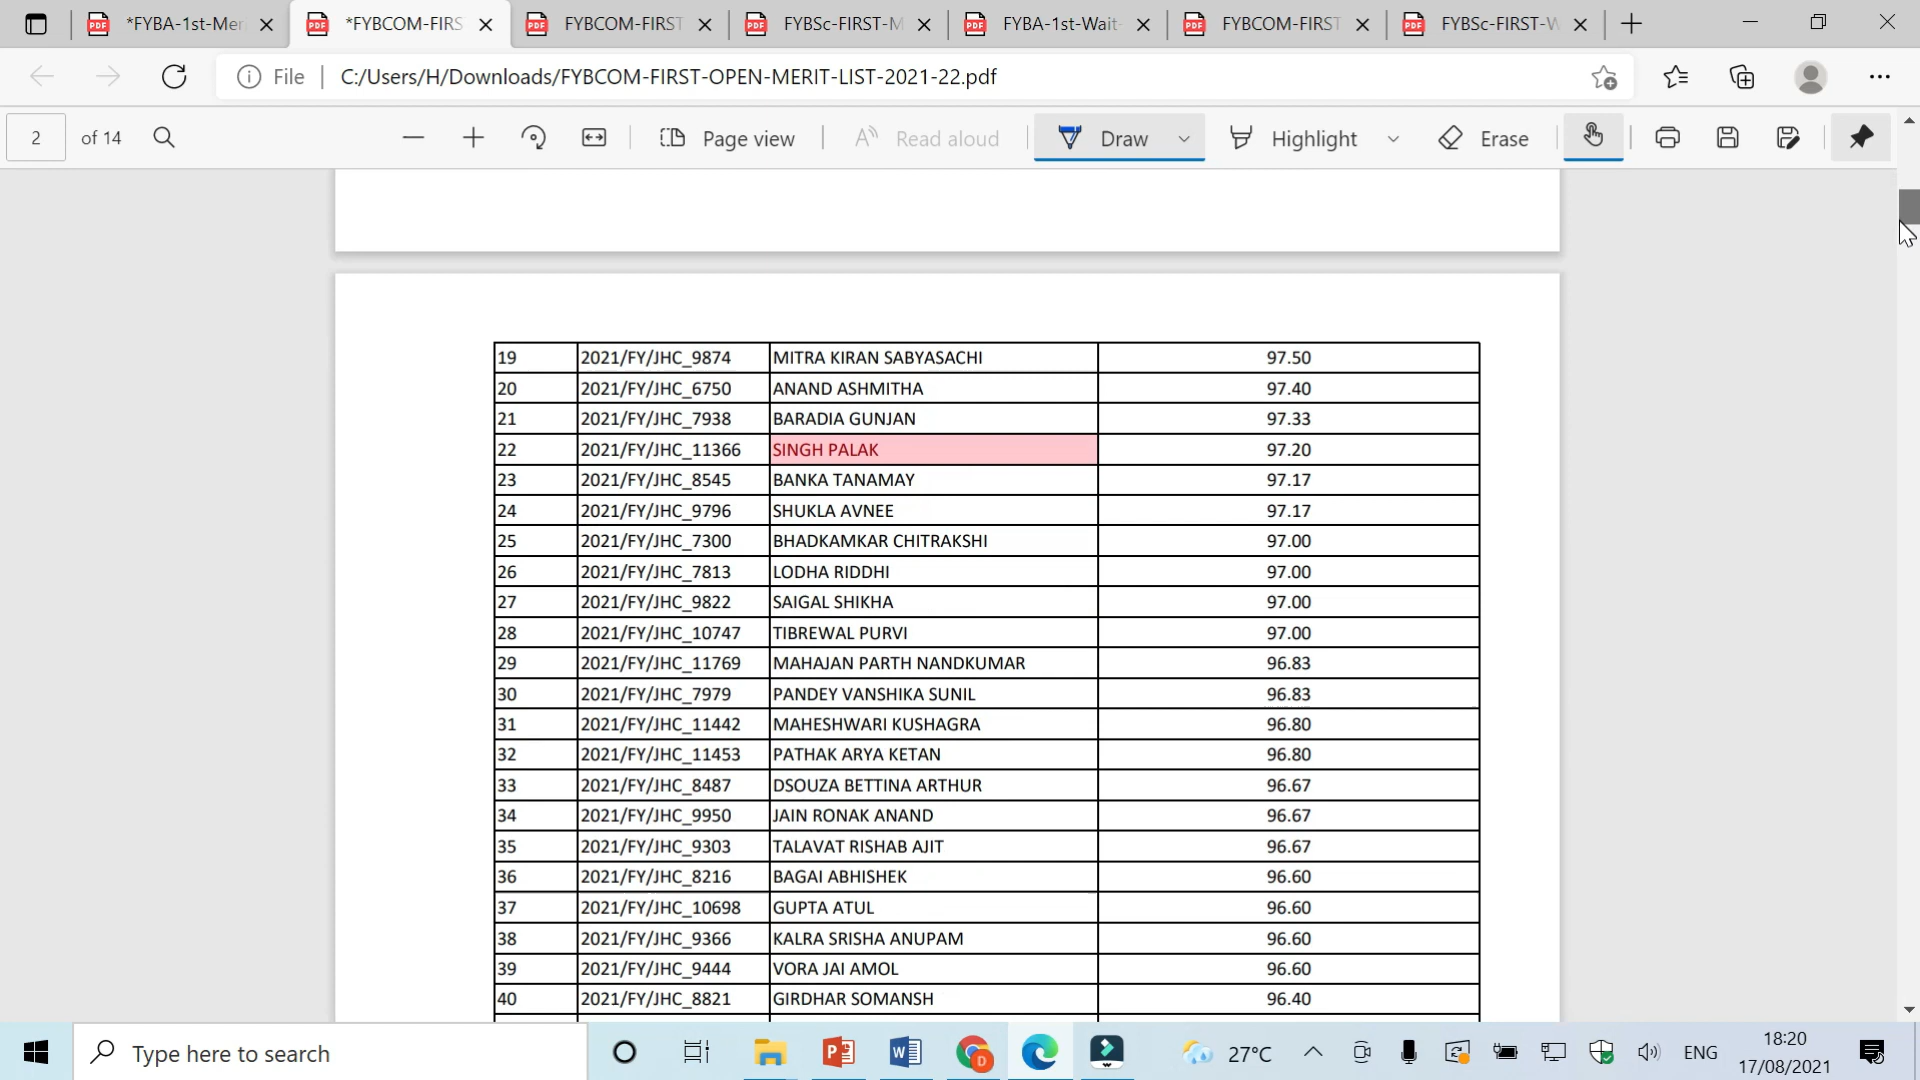 *FYBA-1st-Mer
*FYBCOM-FIRS
FYBCOM-FIRST
FYBSc-FIRST-M
FYBA-1st-Wait-
FYBCOM-FIRST
FYBSc-FIRST-W
File
C:/Users/H/Downloads/FYBCOM-FIRST-OPEN-MERIT-LIST-2021-22.pdf
2 of 14 Page view Read aloud Draw Highlight Erase
19 2021/FY/JHC_9874 MITRA KIRAN SABYASACHI 97.50
20 2021/FY/JHC_6750 ANAND ASHMITHA 97.40
21 2021/FY/JHC_7938 BARADIA GUNJAN 97.33
22 2021/FY/JHC_11366 SINGH PALAK 97.20
23 2021/FY/JHC_8545 BANKA TANAMAY 97.17
24 2021/FY/JHC_9796 SHUKLA AVNEE 97.17
25 2021/FY/JHC_7300 BHADKAMKAR CHITRAKSHI 97.00
26 2021/FY/JHC_7813 LODHA RIDDHI 97.00
27 2021/FY/JHC_9822 SAIGAL SHIKHA 97.00
28 2021/FY/JHC_10747 TIBREWAL PURVI 97.00
29 2021/FY/JHC_11769 MAHAJAN PARTH NANDKUMAR 96.83
30 2021/FY/JHC_7979 PANDEY VANSHIKA SUNIL 96.83
31 2021/FY/JHC_11442 MAHESHWARI KUSHAGRA 96.80
32 2021/FY/JHC_11453 PATHAK ARYA KETAN 96.80
33 2021/FY/JHC_8487 DSOUZA BETTINA ARTHUR 96.67
34 2021/FY/JHC_9950 JAIN RONAK ANAND 96.67
35 2021/FY/JHC_9303 TALAVAT RISHAB AJIT 96.67
36 2021/FY/JHC_8216 BAGAI ABHISHEK 96.60
37 2021/FY/JHC_10698 GUPTA ATUL 96.60
38 2021/FY/JHC_9366 KALRA SRISHA ANUPAM 96.60
39 2021/FY/JHC_9444 VORA JAI AMOL 96.60
40 2021/FY/JHC_8821 GIRDHAR SOMANSH 96.40
Type here to search
27°C
ENG
18:20
17/08/2021